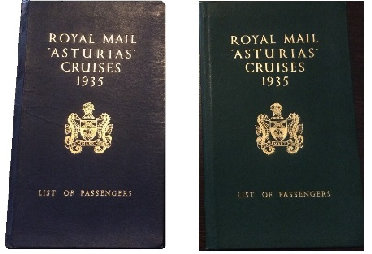 ROYAL MAIL
'ASTURIAS'
CRUISES
1935
LIST OF PASSENGERS
ROYAL MAIL
'ASTURIAS'
CRUISES
1935
LIST OF PASSENGERS